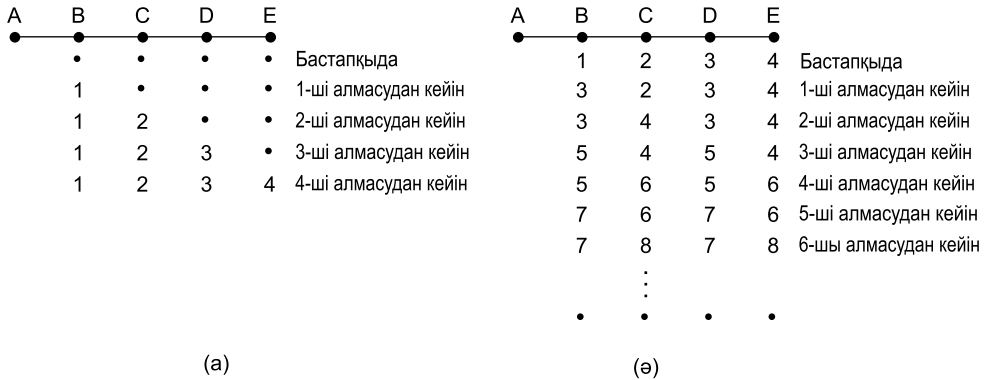 A B C D E
• • • • Бастапқыда
1 • • • 1-ші алмасудан кейін
1 2 • • 2-ші алмасудан кейін
1 2 3 • 3-ші алмасудан кейін
1 2 3 4 4-ші алмасудан кейін
(а)
A B C D E
1 2 3 4 Бастапқыда
3 2 3 4 1-ші алмасудан кейін
3 4 3 4 2-ші алмасудан кейін
5 4 5 4 3-ші алмасудан кейін
5 6 5 6 4-ші алмасудан кейін
7 6 7 6 5-ші алмасудан кейін
7 8 7 8 6-шы алмасудан кейін
⋮
• • • •
(ә)